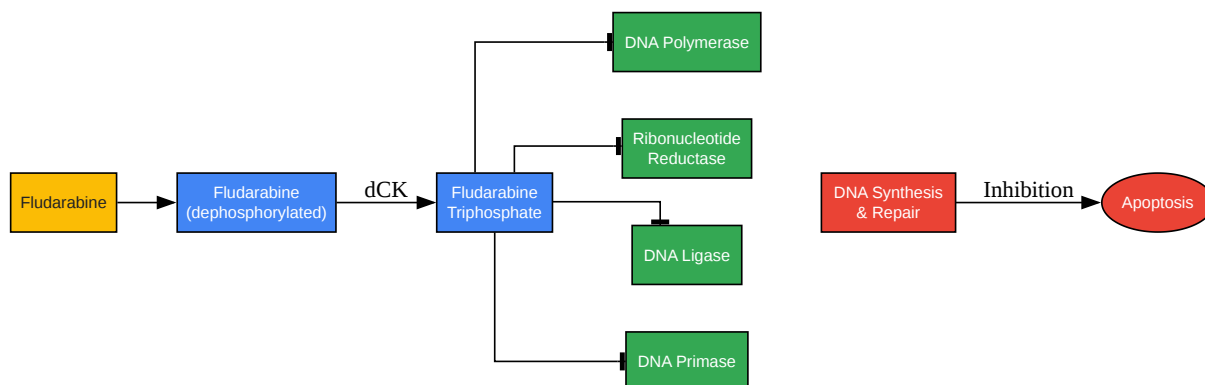 DNA Polymerase
Ribonucleotide
Reductase
Fludarabine
Fludarabine
(dephosphorylated)
dCK
Fludarabine
Triphosphate
DNA Synthesis
& Repair
Inhibition
Apoptosis
DNA Ligase
DNA Primase